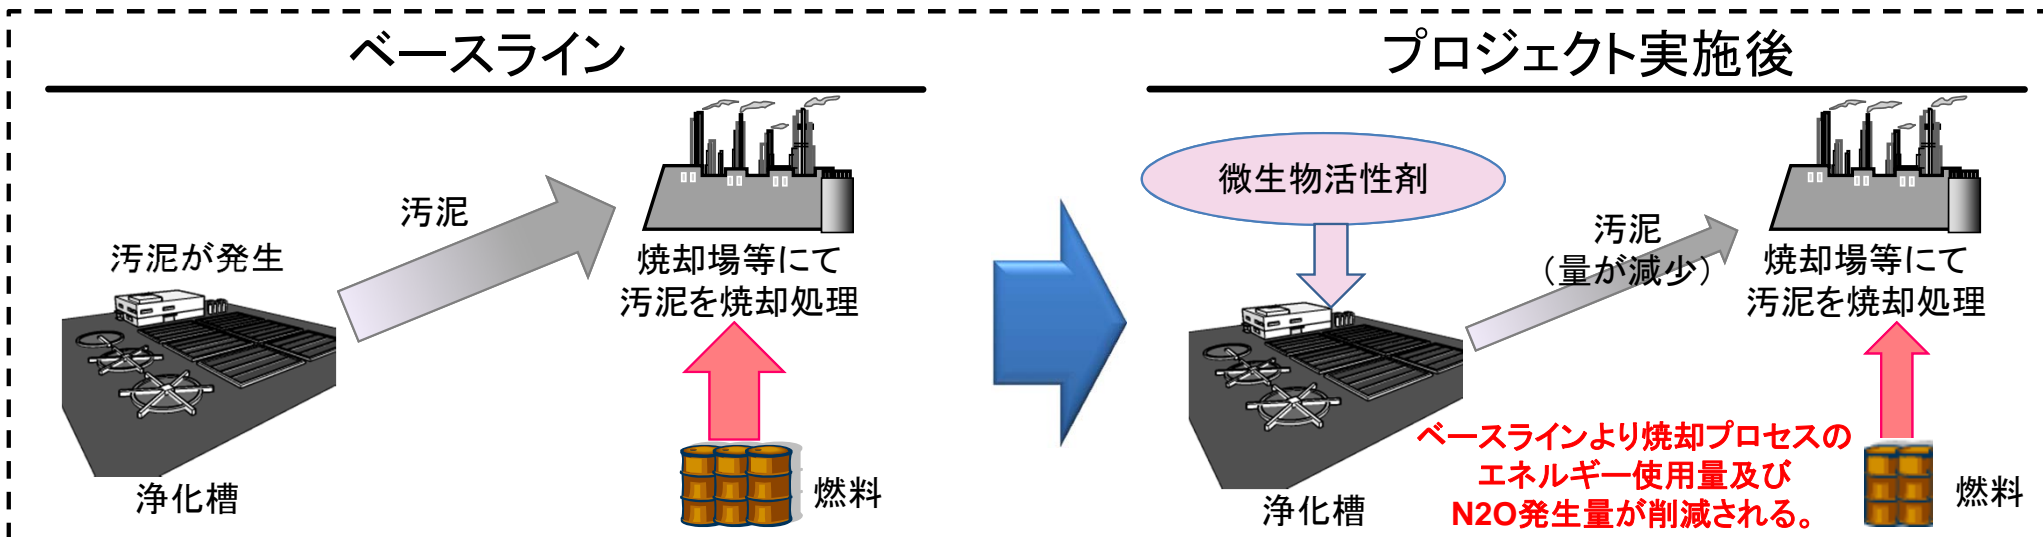 ベースライン
汚泥が発生
汚泥
焼却場等にて
汚泥を焼却処理
浄化槽
燃料
プロジェクト実施後
微生物活性剤
汚泥
（量が減少）
焼却場等にて
汚泥を焼却処理
ベースラインより焼却プロセスの
エネルギー使用量及び
N2O発生量が削減される。
浄化槽
燃料